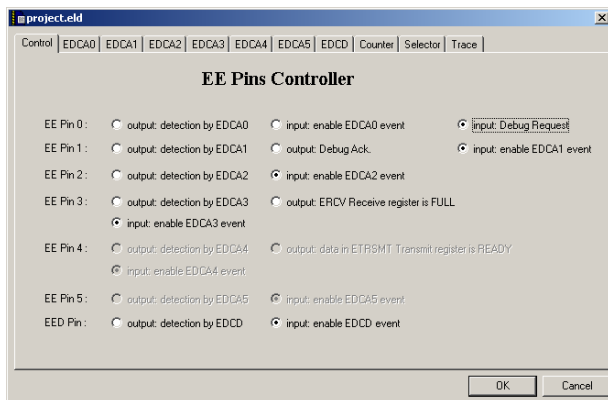 project.eld
Control EDCA0 EDCA1 EDCA2 EDCA3 EDCA4 EDCA5 EDCD Counter Selector Trace
EE Pins Controller
EE Pin 0 : output: detection by EDCA0 input: enable EDCA0 event input: Debug Request
EE Pin 1 : output: detection by EDCA1 output: Debug Ack. input: enable EDCA1 event
EE Pin 2 : output: detection by EDCA2 input: enable EDCA2 event
EE Pin 3 : output: detection by EDCA3 output: ERCV Receive register is FULL
input: enable EDCA3 event
EE Pin 4 : output: detection by EDCA4 output: data in ETRSMT Transmit register is READY
input: enable EDCA4 event
EE Pin 5 : output: detection by EDCA5 input: enable EDCA5 event
EED Pin : output: detection by EDCD input: enable EDCD event
OK Cancel